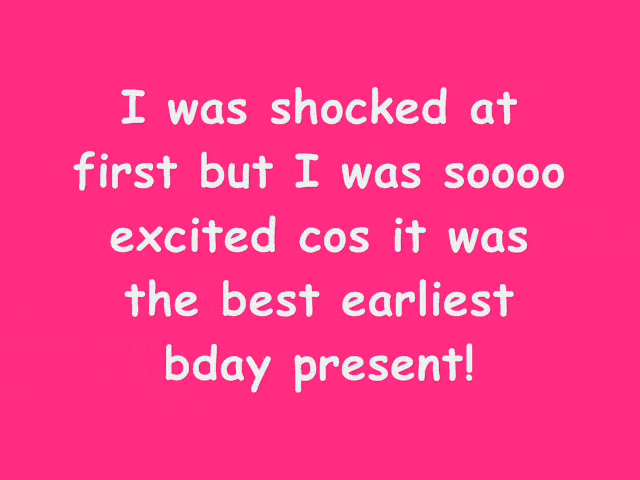 I was shocked at
first but I was soooo
excited cos it was
the best earliest
bday present!